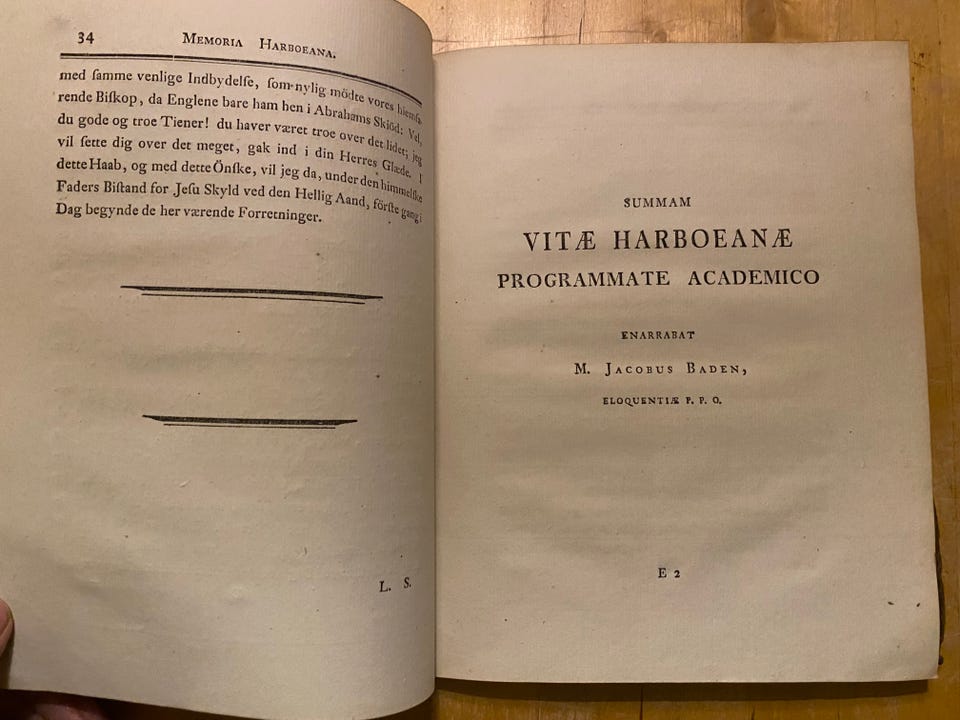 34 MEMORIA HARBOEANA.
med ſamme venlige Indbydelſe, ſom nylig mödte vores hiemfa-
rende Biſkop, da Englene bare ham hen i Abrahams Skiöd: Vel,
du gode og troe Tiener! du haver været troe over det lidet; jeg
vil ſette dig over det meget, gak ind i din Herres Glæde. I
dette Haab, og med dette Önſke, vil jeg da, under den himmelſke
Faders Biſtand for Jeſu Skyld ved den Hellig Aand, förſte gang i
Dag begynde de her værende Forretninger.
L. S.
SUMMAM
VITÆ HARBOEANÆ
PROGRAMMATE ACADEMICO
ENARRABAT
M. JACOBUS BADEN,
ELOQUENTIÆ P. P. O.
E 2